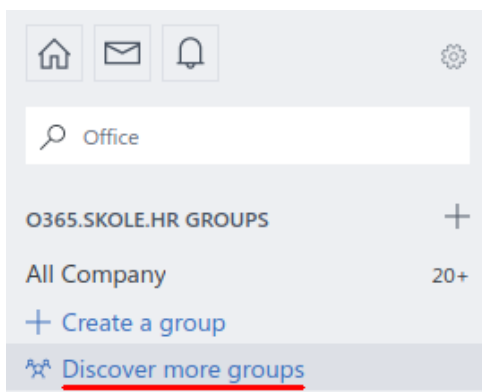 Office
O365.SKOLE.HR GROUPS
All Company 20+
Create a group
Discover more groups